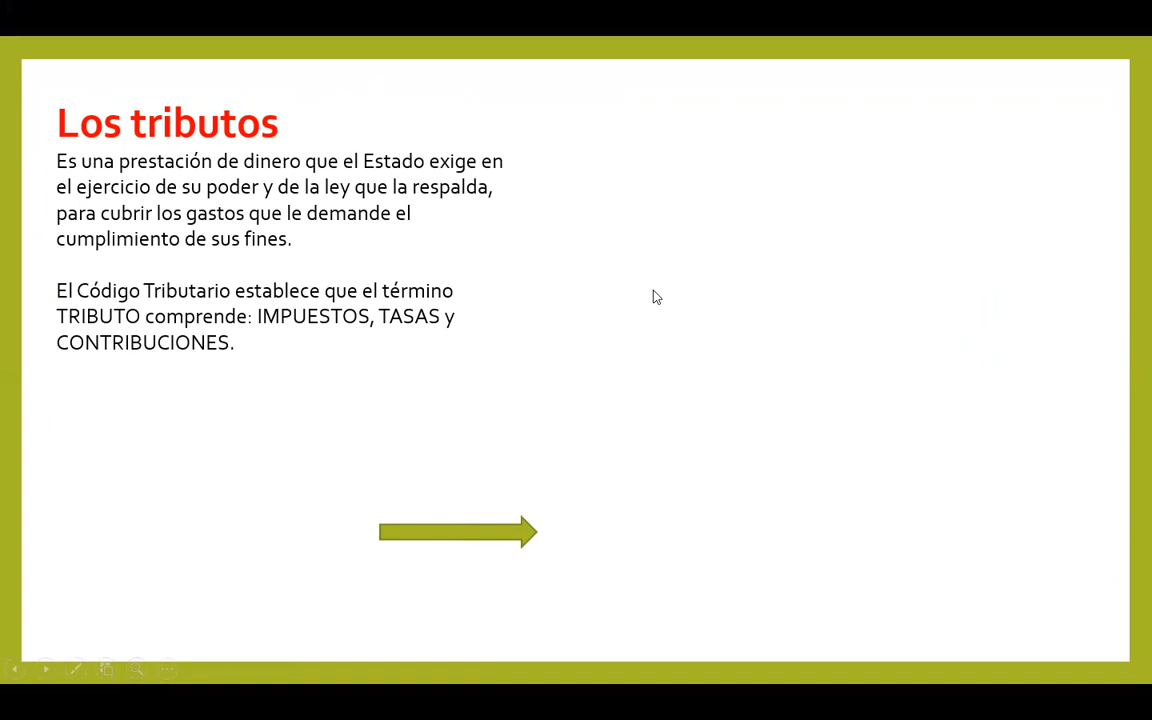 Los tributos
Es una prestación de dinero que el Estado exige en
el ejercicio de su poder y de la ley que la respalda,
para cubrir los gastos que le demande el
cumplimiento de sus fines.
El Código Tributario establece que el término
TRIBUTO comprende: IMPUESTOS, TASAS y
CONTRIBUCIONES.